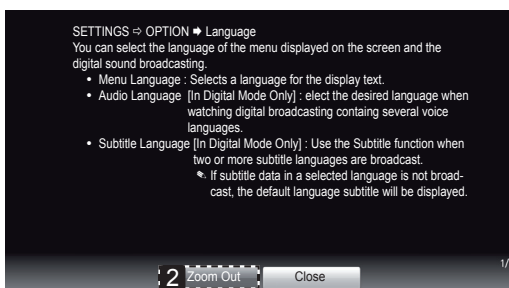 SETTINGS ⇨ OPTION ➡ Language
You can select the language of the menu displayed on the screen and the
digital sound broadcasting.
• Menu Language : Selects a language for the display text.
• Audio Language [In Digital Mode Only] : elect the desired language when
watching digital broadcasting containg several voice
languages.
• Subtitle Language [In Digital Mode Only] : Use the Subtitle function when
two or more subtitle languages are broadcast.
✎ If subtitle data in a selected language is not broad-
cast, the default language subtitle will be displayed.
1/
2 Zoom Out Close